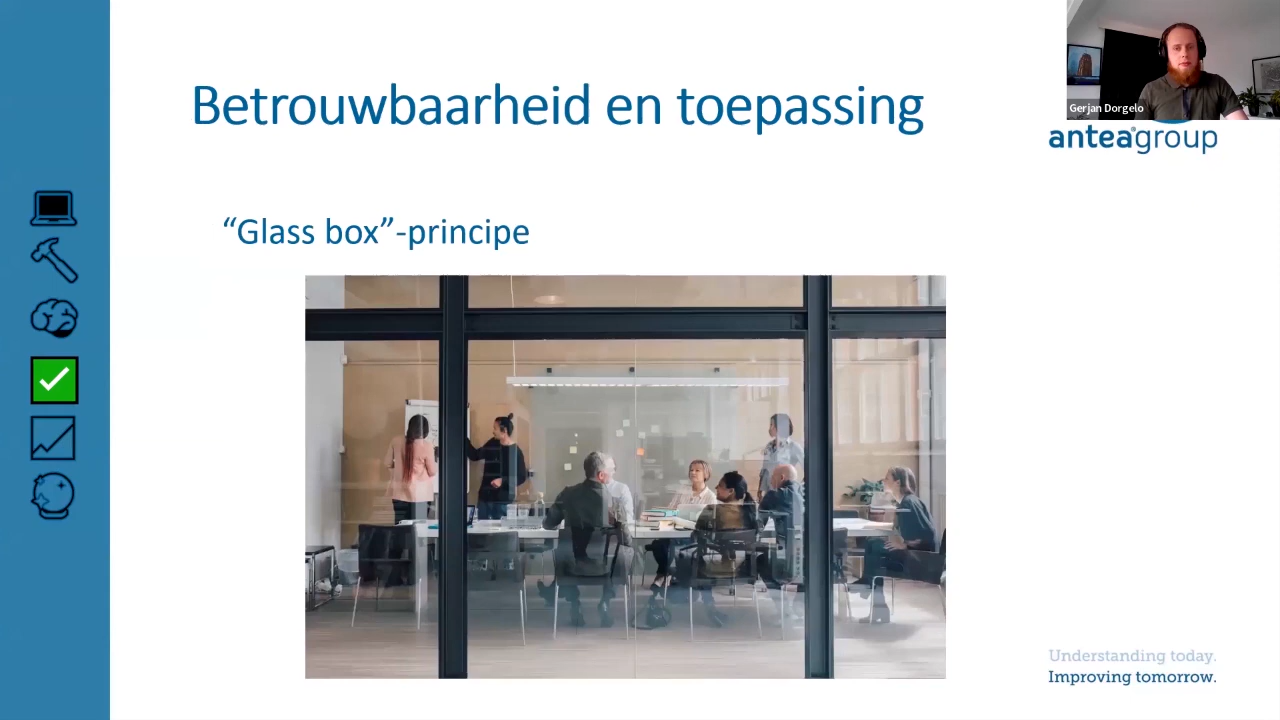 Betrouwbaarheid en toepassing
Gerjan Dorgelo
anteagroup
“Glass box”-principe
Understanding today.
Improving tomorrow.